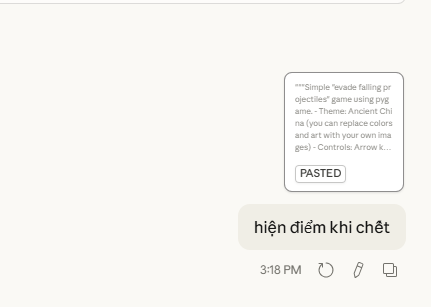 """Simple "evade falling pr
ojectiles" game using pyg
ame. - Theme: Ancient Chi
na (you can replace colors
and art with your own ima
ges) - Controls: Arrow k...
PASTED
hiện điểm khi chết
3:18 PM